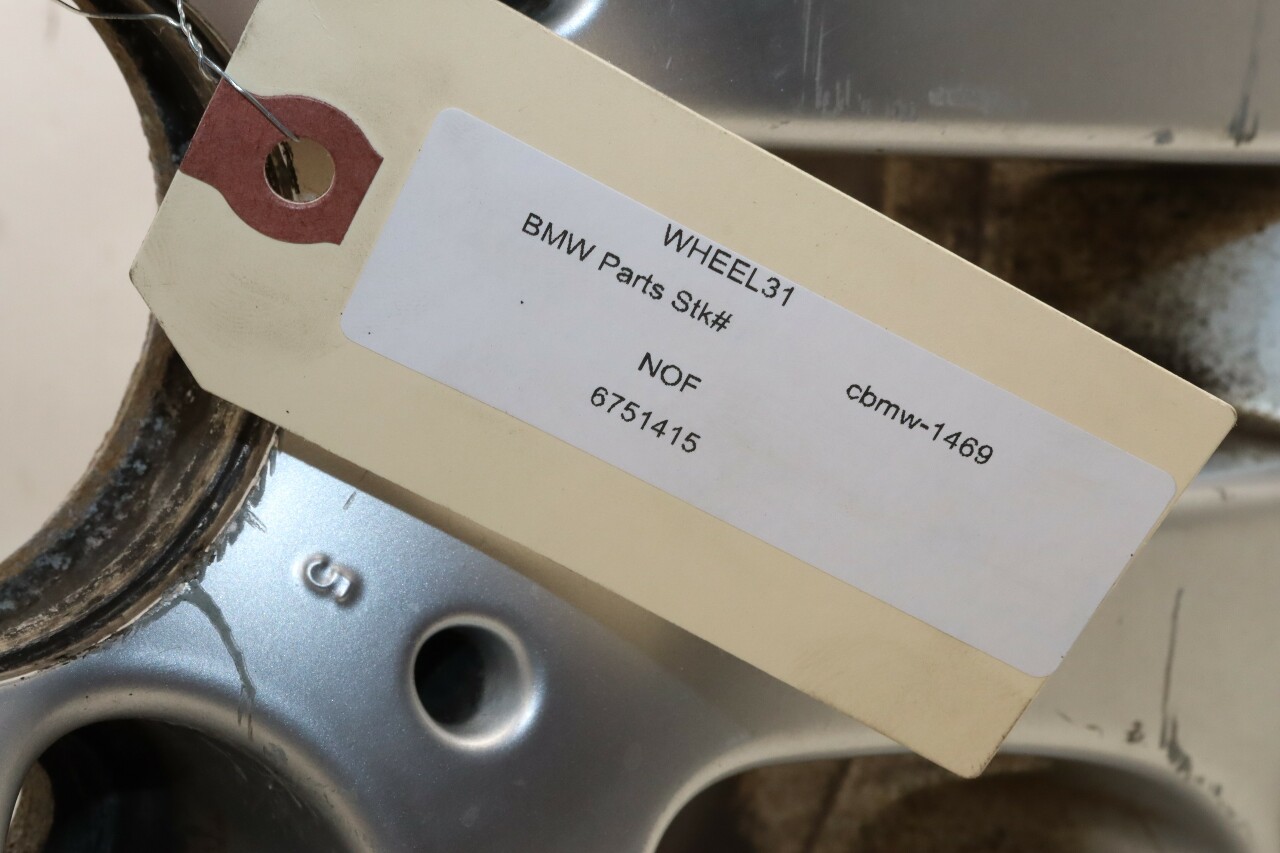 WHEEL31
BMW Parts Stk#
NOF
cbmw-1469
6751415
5